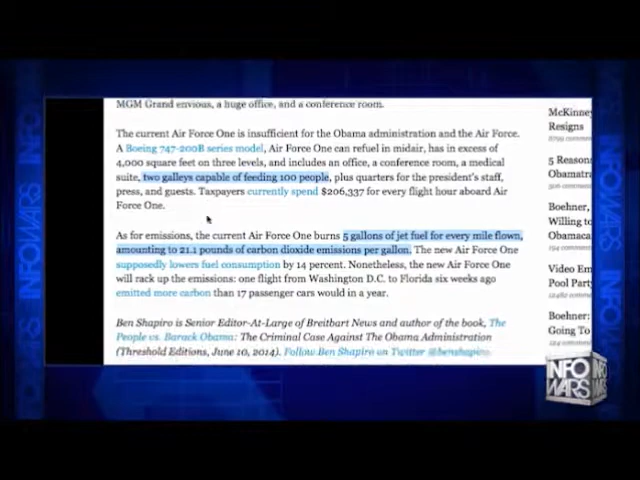 MGM Grand envious, a huge office, and a conference room.
The current Air Force One is insufficient for the Obama administration and the Air Force.
A Boeing 747-200B series model, Air Force One can refuel in midair, has in excess of
4,000 square feet on three levels, and includes an office, a conference room, a medical
suite, two galleys capable of feeding 100 people, plus quarters for the president's staff,
press, and guests. Taxpayers currently spend $206,337 for every flight hour aboard Air
Force One.
As for emissions, the current Air Force One burns 5 gallons of jet fuel for every mile flown,
amounting to 21.1 pounds of carbon dioxide emissions per gallon. The new Air Force One
supposedly lowers fuel consumption by 14 percent. Nonetheless, the new Air Force One
will rack up the emissions: one flight from Washington D.C. to Florida six weeks ago
emitted more carbon than 17 passenger cars would in a year.
Ben Shapiro is Senior Editor-At-Large of Breitbart News and author of the book, The
People vs. Barack Obama: The Criminal Case Against The Obama Administration
(Threshold Editions, June 10, 2014). Follow Ben Shapiro on Twitter @benshapiro.
McKinney
Resigns
5 Reasons
Obamatra
Boehner,
Willing to
Obamaca
Video Em
Pool Party
Boehner:
Going To
INFOWARS
INFOWARS
INFO
WARS